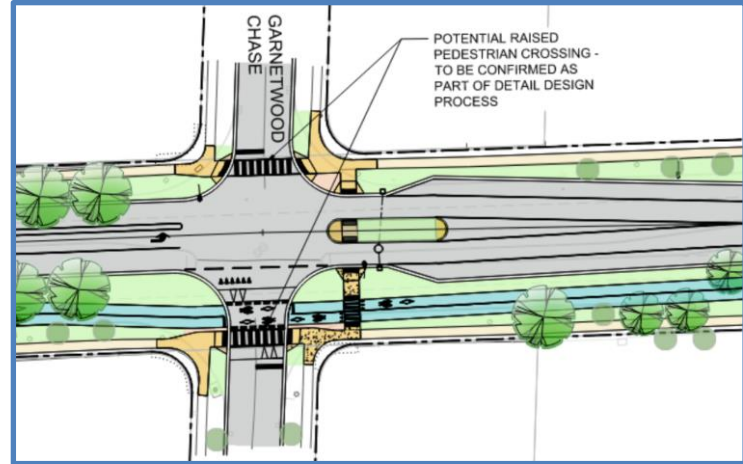 GARNETWOOD
CHASE
POTENTIAL RAISED
PEDESTRIAN CROSSING -
TO BE CONFIRMED AS
PART OF DETAIL DESIGN
PROCESS